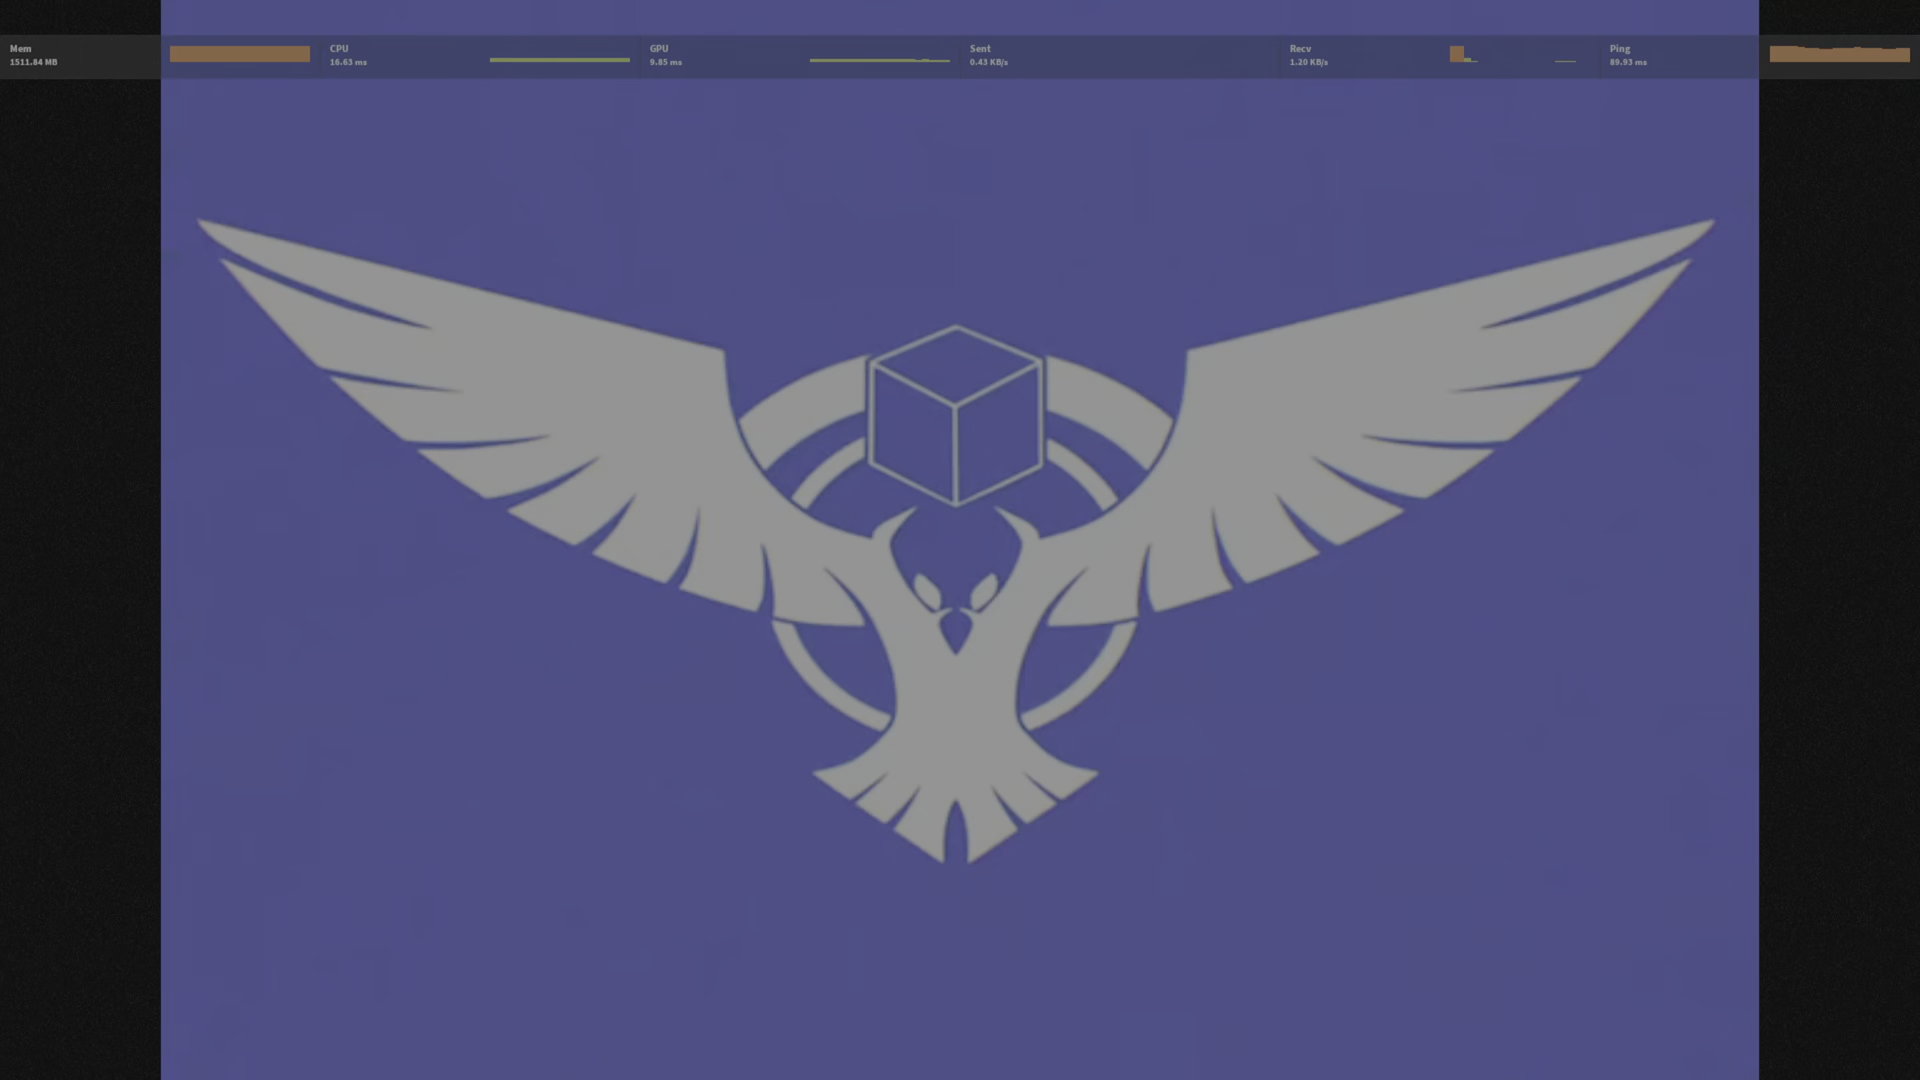 Mem CPU GPU Sent Recv Ping
1511.84 MB 16.63 ms 9.85 ms 0.43 KB/s 1.20 KB/s 89.93 ms